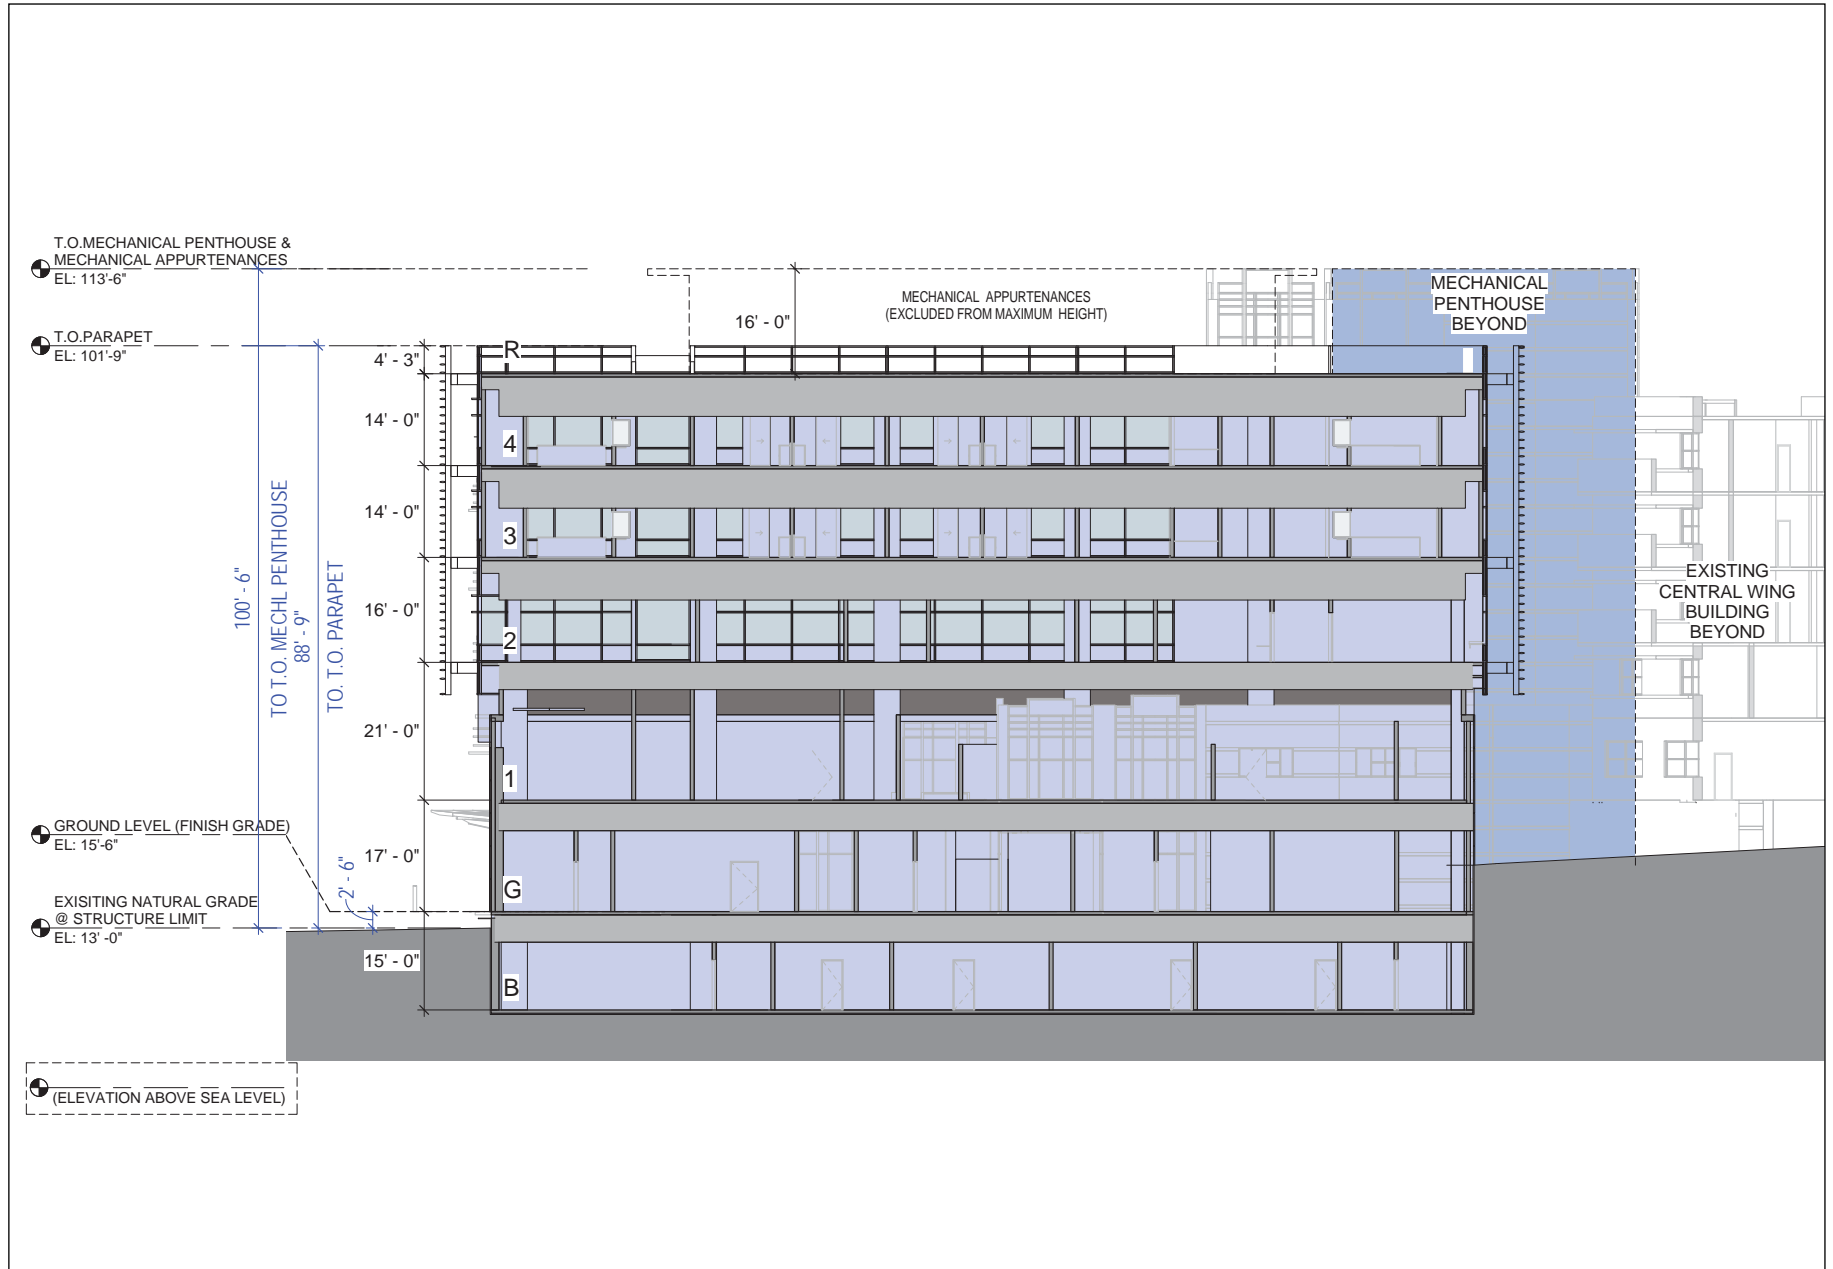 T.O.MECHANICAL PENTHOUSE &
MECHANICAL APPURTENANCES
EL: 113'-6"
T.O.PARAPET
EL: 101'-9"
GROUND LEVEL (FINISH GRADE)
EL: 15'-6"
EXISITING NATURAL GRADE
@ STRUCTURE LIMIT
EL: 13' -0"
(ELEVATION ABOVE SEA LEVEL)
100' - 6"
TO T.O. MECHL PENTHOUSE
88' - 9"
TO. T.O. PARAPET
2' - 6"
4' - 3"
14' - 0"
14' - 0"
16' - 0"
21' - 0"
17' - 0"
15' - 0"
R
4
3
2
1
G
B
16' - 0"
MECHANICAL APPURTENANCES
(EXCLUDED FROM MAXIMUM HEIGHT)
MECHANICAL
PENTHOUSE
BEYOND
EXISTING
CENTRAL WING
BUILDING
BEYOND